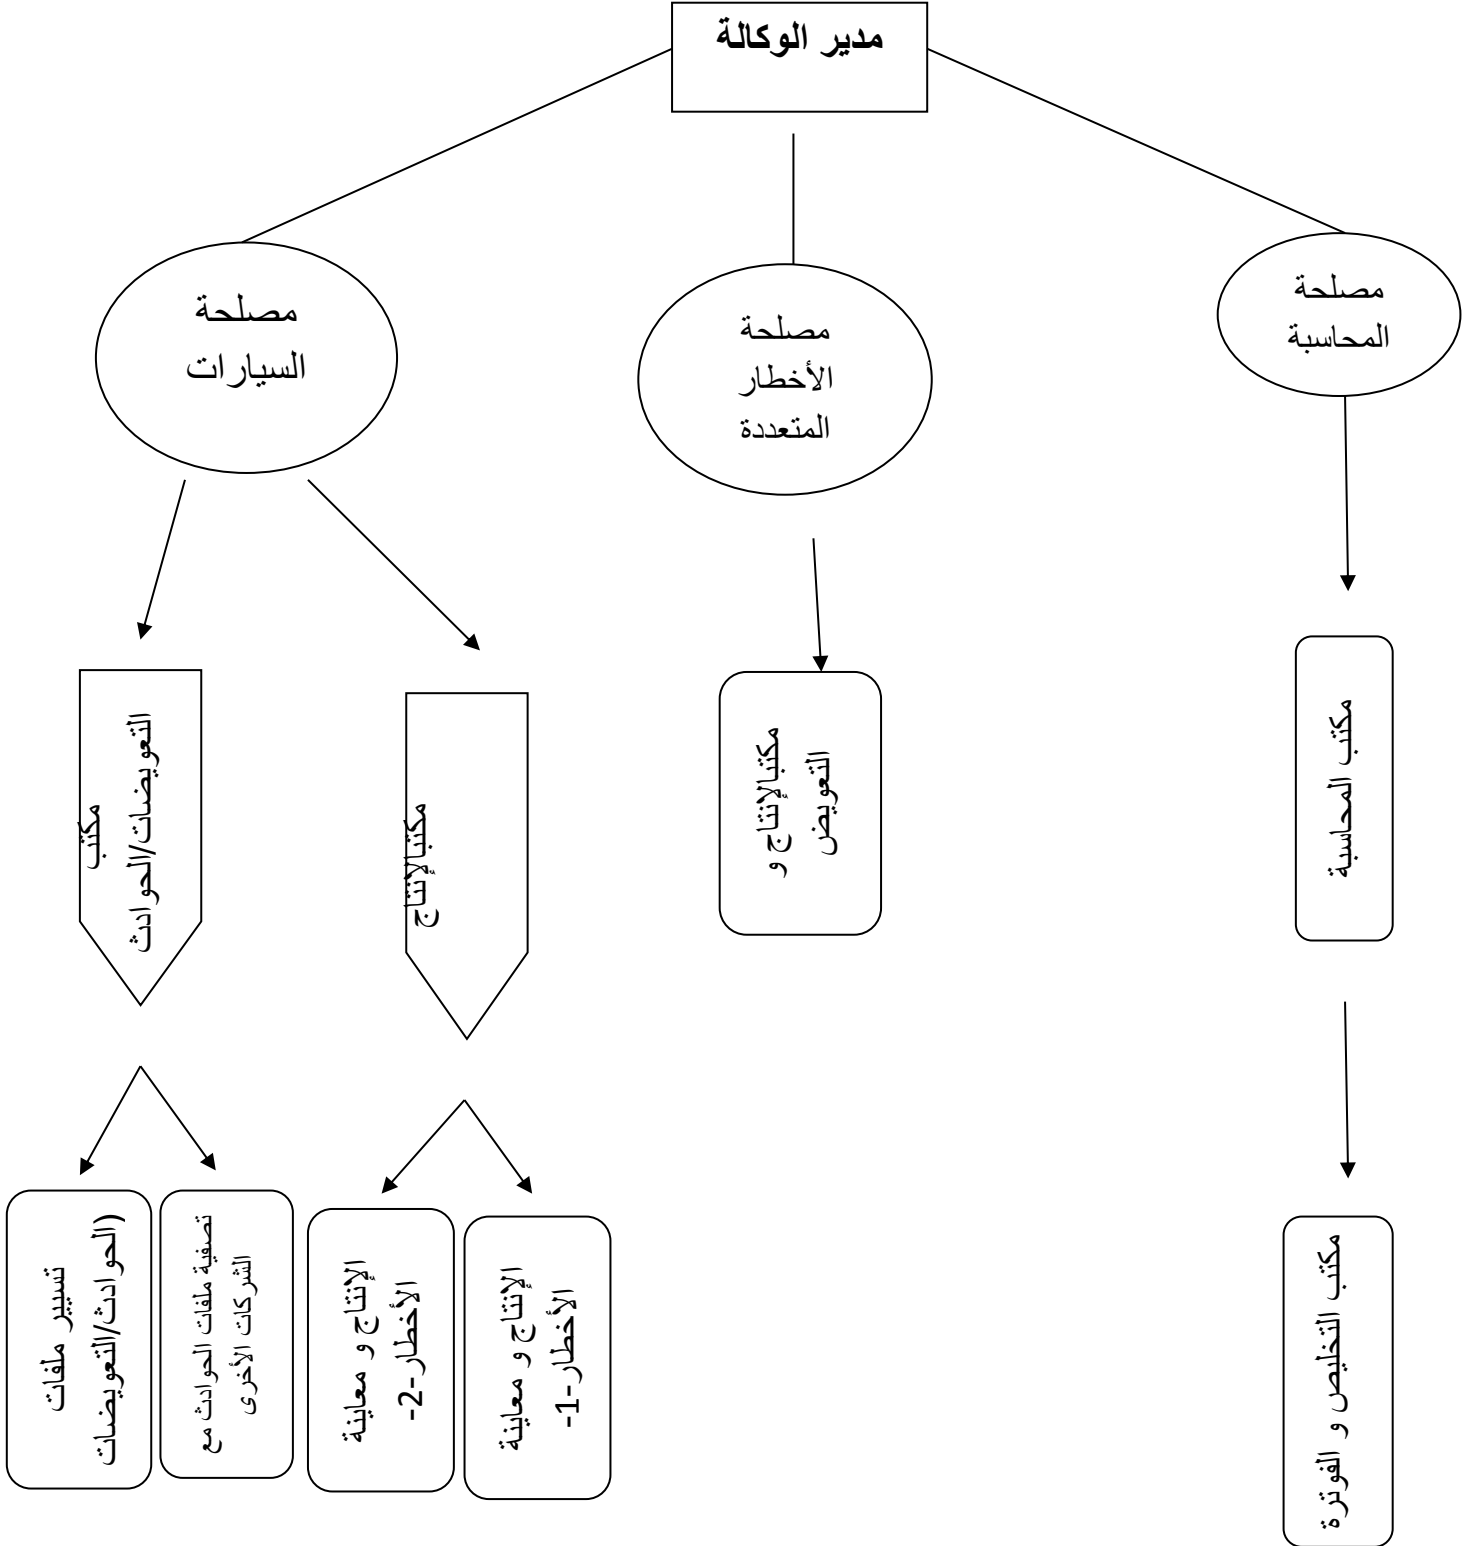 مدير الوكالة
مصلحة
المحاسبة
مصلحة
الأخطار
المتعددة
مصلحة
السيارات
مكتب المحاسبة
مكتبالإنتاج و
التعويض
مكتبالإنتاج
مكتب
التعويضات/الحوادث
مكتب التخليص و الفوترة
الإنتاج و معاينة
الأخطار -1-
الإنتاج و معاينة
الأخطار -2-
تصفية ملفات الحوادث مع
الشركات الأخرى
تسيير ملفات
(الحوادث/التعويضات